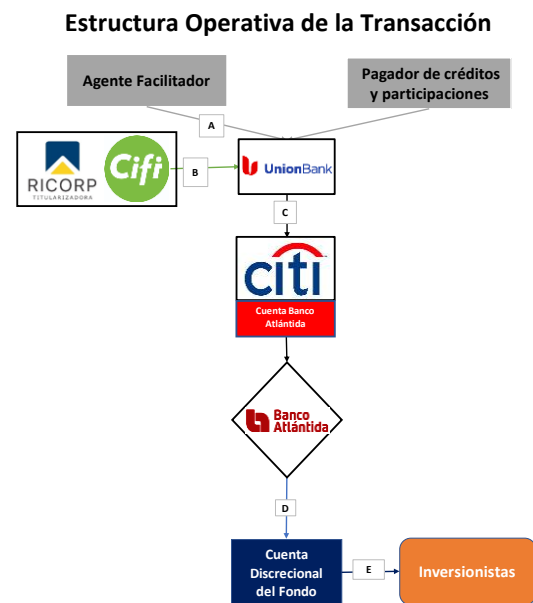 Estructura Operativa de la Transacción
Agente Facilitador
Pagador de créditos
y participaciones
A
RICORP
TITULARIZADORA
Cifi
B
UnionBank
C
citi
Cuenta Banco
Atlántida
Banco
Atlántida
D
Cuenta
Discrecional
del Fondo
E
Inversionistas